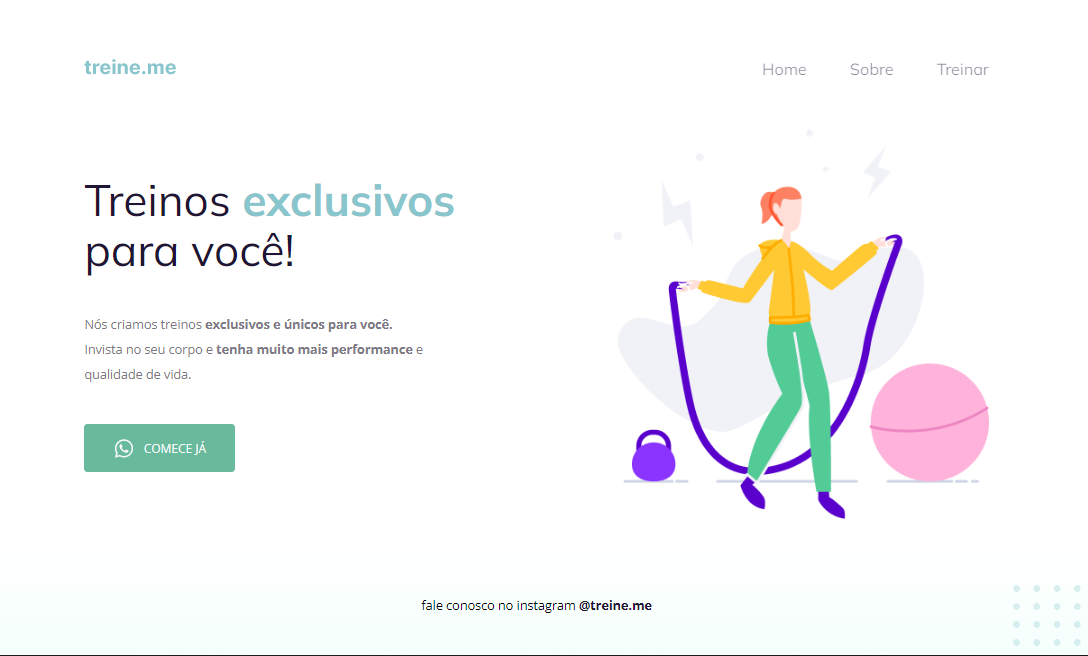 treine.me
Home Sobre Treinar
Treinos exclusivos
para você!
Nós criamos treinos exclusivos e únicos para você.
Invista no seu corpo e tenha muito mais performance e
qualidade de vida.
COMECE JÁ
fale conosco no instagram @treine.me